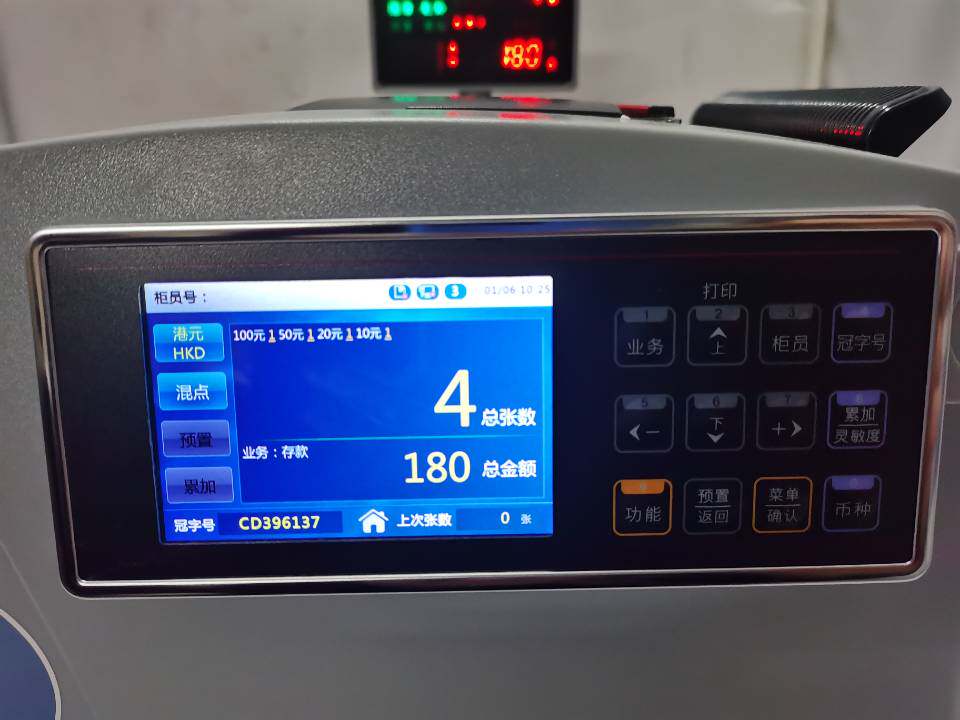 180
柜员号：
3
01/06 10:25
港元
HKD
混点
预置
累加
100元 1 50元 1 20元 1 10元 1
4 总张数
业务：存款
180 总金额
冠字号 CD396137 上次张数 0 张
打印
1 业务
2 上
3 柜员
4 冠字号
5 ＜－
6 下
7 ＋＞
8 累加
灵敏度
功能
预置
返回
菜单
确认
币种